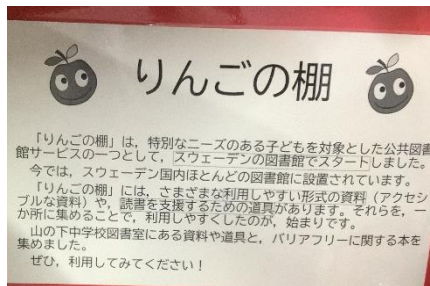 りんごの棚
「りんごの棚」は，特別なニーズのある子どもを対象とした公共図書
館サービスの一つとして，スウェーデンの図書館でスタートしました。
今では，スウェーデン国内ほとんどの図書館に設置されています。
「りんごの棚」には，さまざまな利用しやすい形式の資料（アクセシ
ブルな資料）や，読書を支援するための道具があります。それらを，一
か所に集めることで，利用しやすくしたのが，始まりです。
山の下中学校図書室にある資料や道具と，バリアフリーに関する本を
集めました。
ぜひ，利用してみてください！